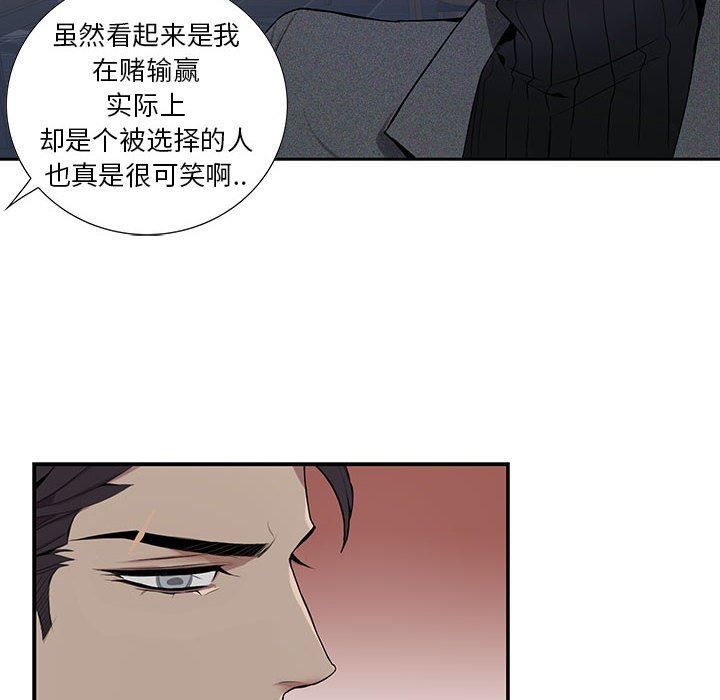 虽然看起来是我
在赌输赢
实际上
却是个被选择的人
也真是很可笑啊..